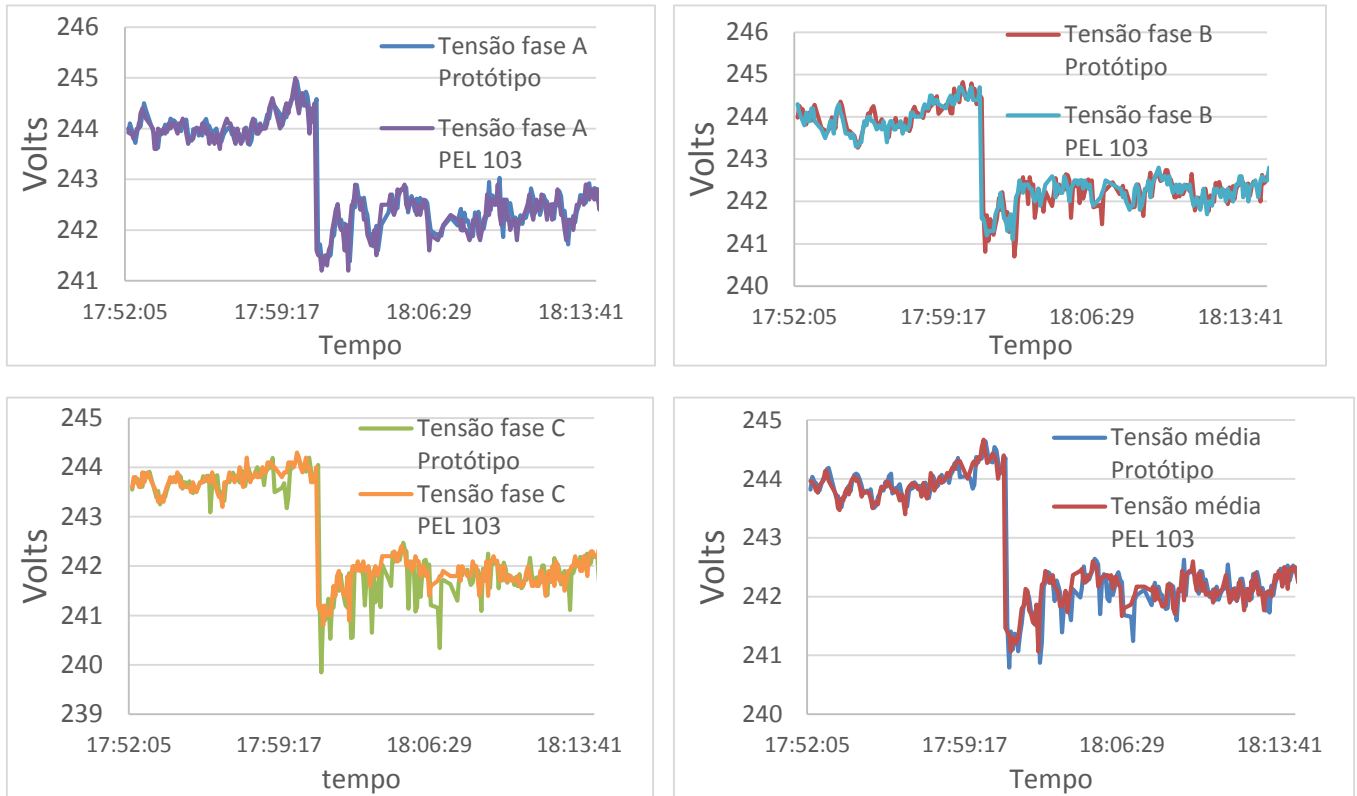 246
245
244
243
242
241
Volts
17:52:05 17:59:17 18:06:29 18:13:41
Tempo
Tensão fase A
Protótipo
Tensão fase A
PEL 103
246
245
244
243
242
241
240
Volts
17:52:05 17:59:17 18:06:29 18:13:41
Tempo
Tensão fase B
Protótipo
Tensão fase B
PEL 103
245
244
243
242
241
240
239
Volts
17:52:05 17:59:17 18:06:29 18:13:41
tempo
Tensão fase C
Protótipo
Tensão fase C
PEL 103
245
244
243
242
241
240
Volts
17:52:05 17:59:17 18:06:29 18:13:41
Tempo
Tensão média
Protótipo
Tensão média
PEL 103